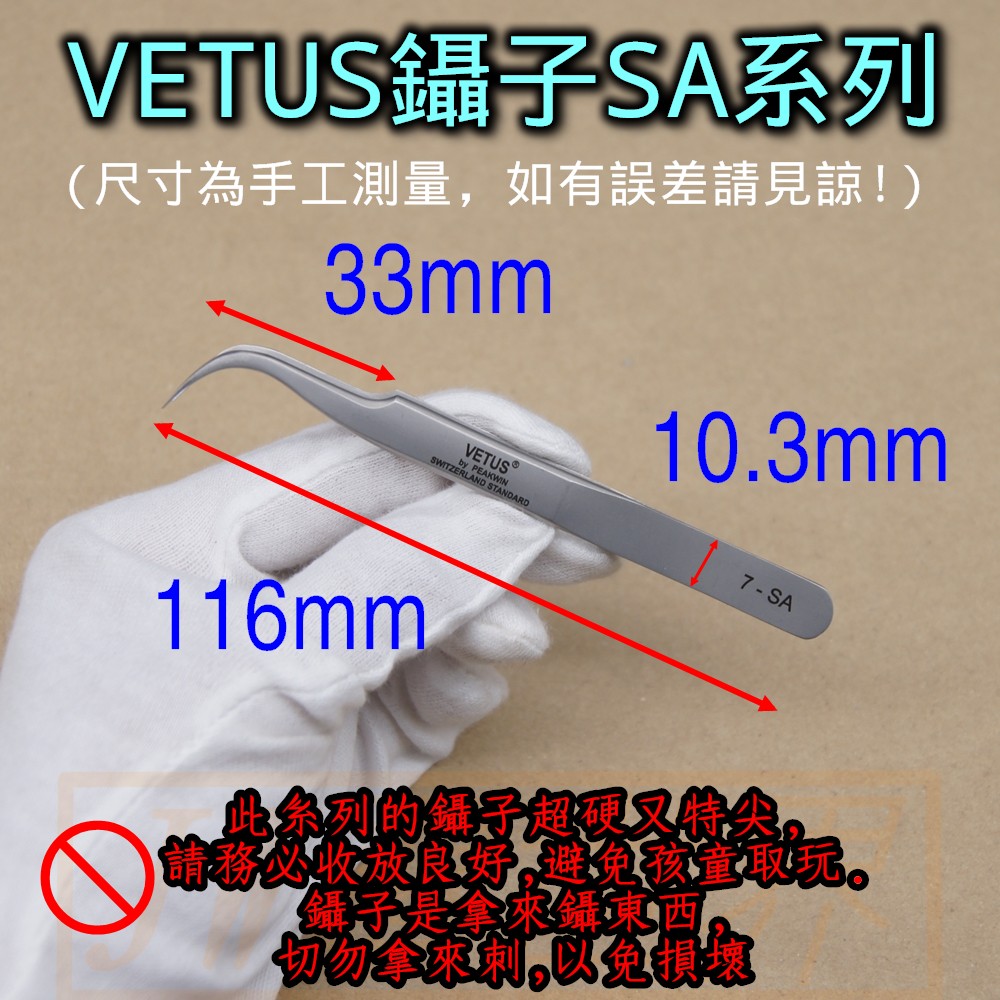 VETUS鑷子SA系列
(尺寸為手工測量，如有誤差請見諒!)
33mm
10.3mm
VETUS®
by PEAKWIN
SWITZERLAND STANDARD
7-SA
116mm
此系列的鑷子超硬又特尖，
請務必收放良好,避免孩童取玩。
鑷子是拿來鑷東西，
切勿拿來刺,以免損壞